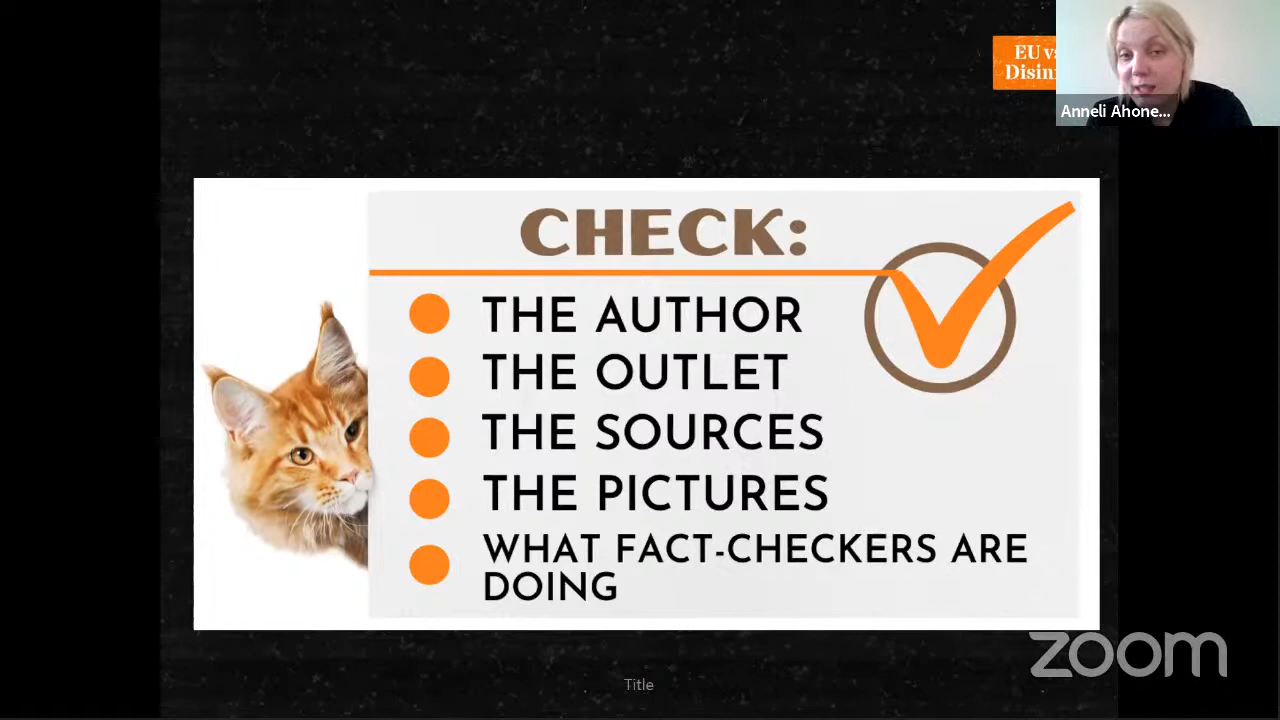 EU vs
Disin
Anneli Ahone...
CHECK:
THE AUTHOR
THE OUTLET
THE SOURCES
THE PICTURES
WHAT FACT-CHECKERS ARE
DOING
zoom
Title